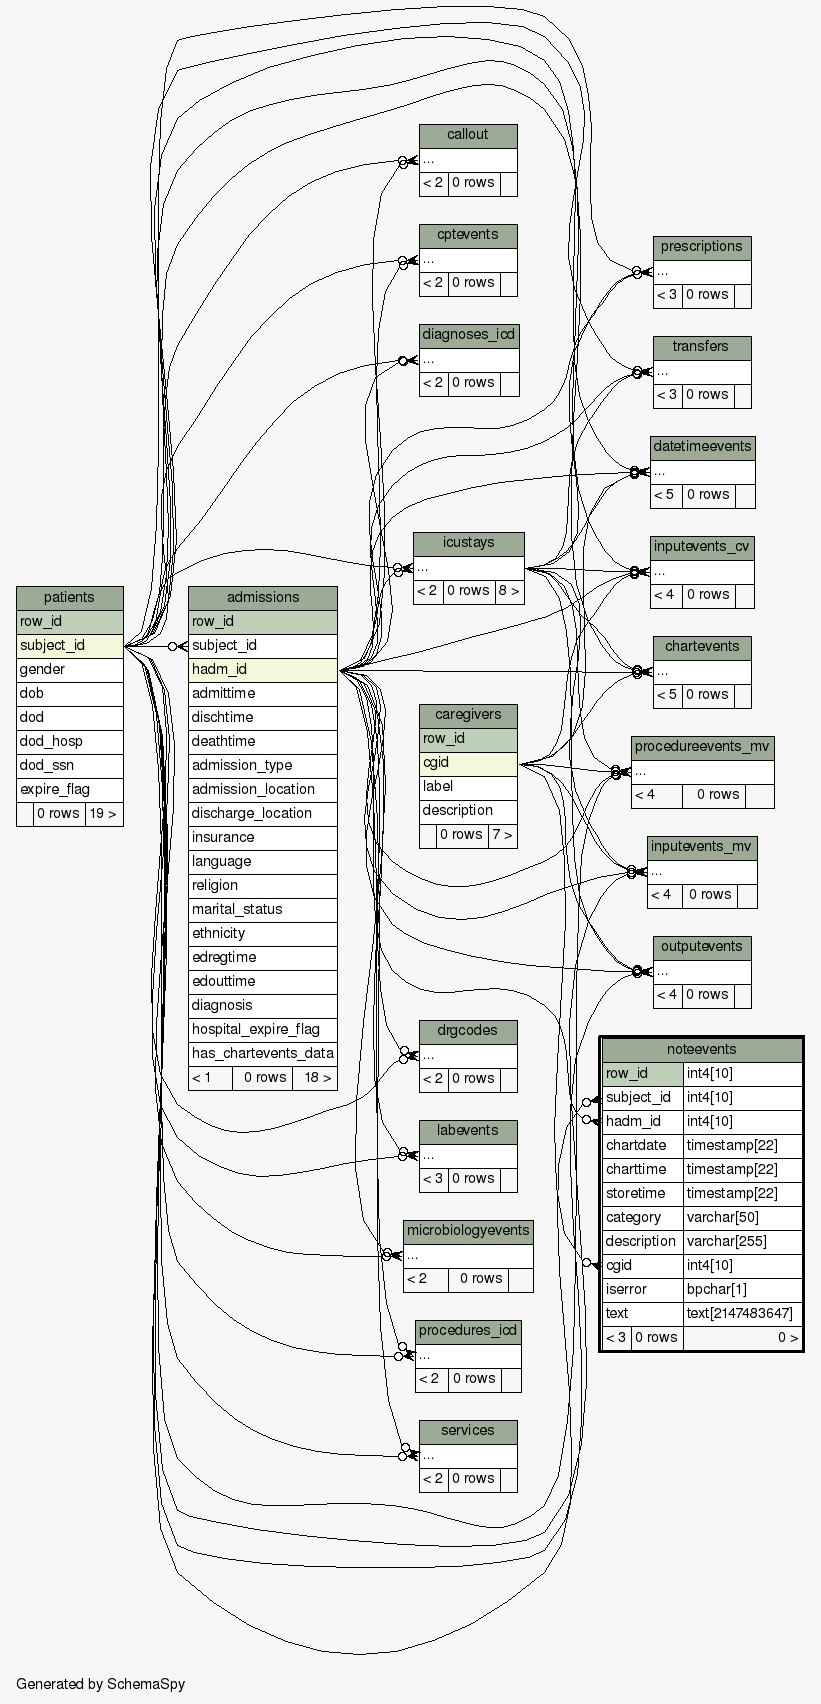 callout
...
< 2 0 rows
cptevents
...
< 2 0 rows
diagnoses_icd
...
< 2 0 rows
prescriptions
...
< 3 0 rows
transfers
...
< 3 0 rows
datetimeevents
...
< 5 0 rows
icustays
...
< 2 0 rows 8 >
inputevents_cv
...
< 4 0 rows
patients
row_id
subject_id
gender
dob
dod
dod_hosp
dod_ssn
expire_flag
0 rows 19 >
admissions
row_id
subject_id
hadm_id
admittime
dischtime
deathtime
admission_type
admission_location
discharge_location
insurance
language
religion
marital_status
ethnicity
edregtime
edouttime
diagnosis
hospital_expire_flag
has_chartevents_data
< 1 0 rows 18 >
chartevents
...
< 5 0 rows
caregivers
row_id
cgid
label
description
0 rows 7 >
procedureevents_mv
...
< 4 0 rows
inputevents_mv
...
< 4 0 rows
outputevents
...
< 4 0 rows
drgcodes
...
< 2 0 rows
labevents
...
< 3 0 rows
microbiologyevents
...
< 2 0 rows
procedures_icd
...
< 2 0 rows
services
...
< 2 0 rows
noteevents
row_id int4[10]
subject_id int4[10]
hadm_id int4[10]
chartdate timestamp[22]
charttime timestamp[22]
storetime timestamp[22]
category varchar[50]
description varchar[255]
cgid int4[10]
iserror bpchar[1]
text text[2147483647]
< 3 0 rows 0 >
Generated by SchemaSpy